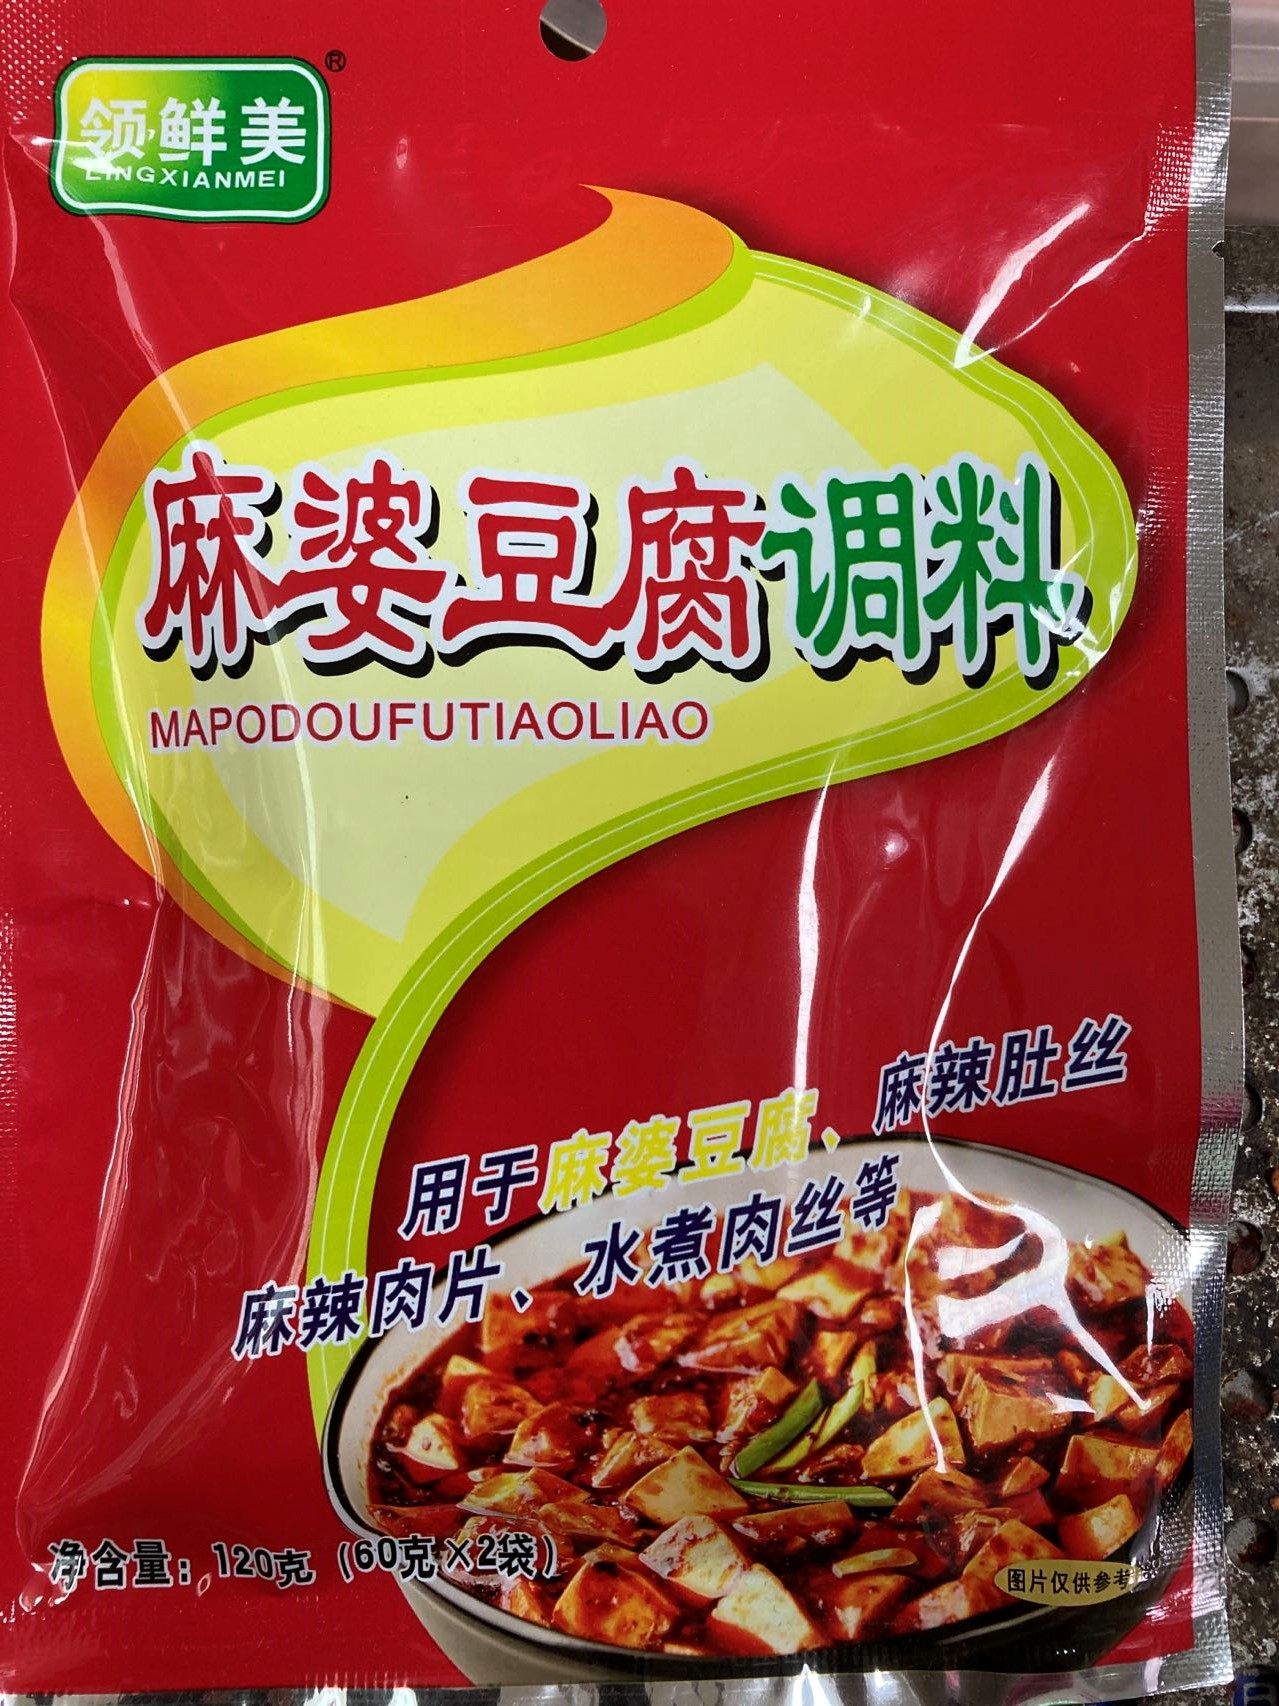 领鲜美®
LINGXIANMEI
麻婆豆腐调料
MAPODOUFUTIAOLIAO
用于麻婆豆腐、麻辣肚丝
麻辣肉片、水煮肉丝等
净含量：120克（60克×2袋）
图片仅供参考